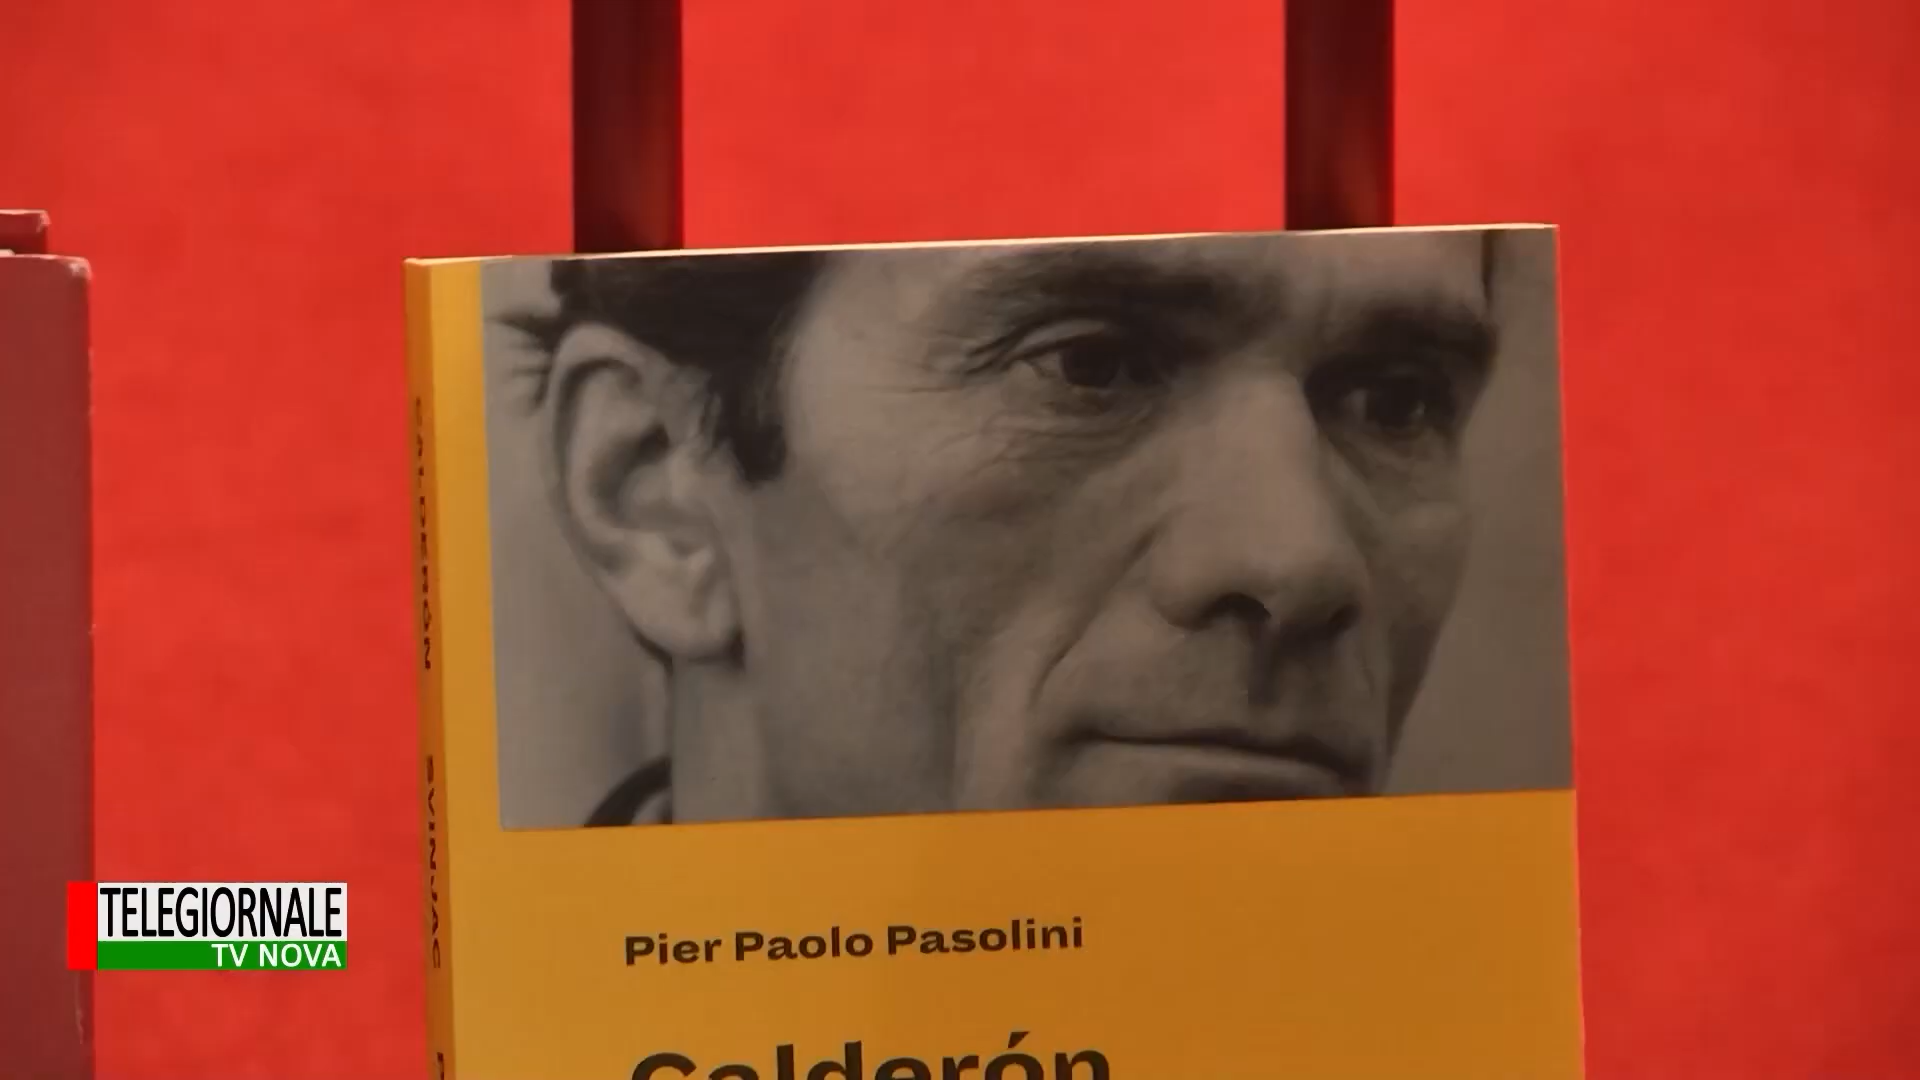 CALDERÓN
TELEGIORNALE
TV NOVA
Pier Paolo Pasolini
Calderón